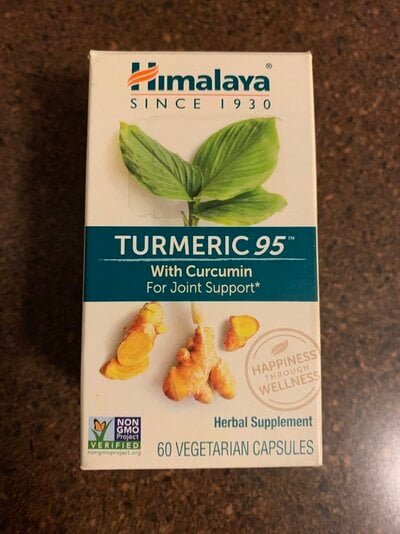 Himalaya®
SINCE 1930
TURMERIC 95™
With Curcumin
For Joint Support*
HAPPINESS
THROUGH
WELLNESS
Herbal Supplement
60 VEGETARIAN CAPSULES
NON
GMO
Project
VERIFIED
nongmoproject.org